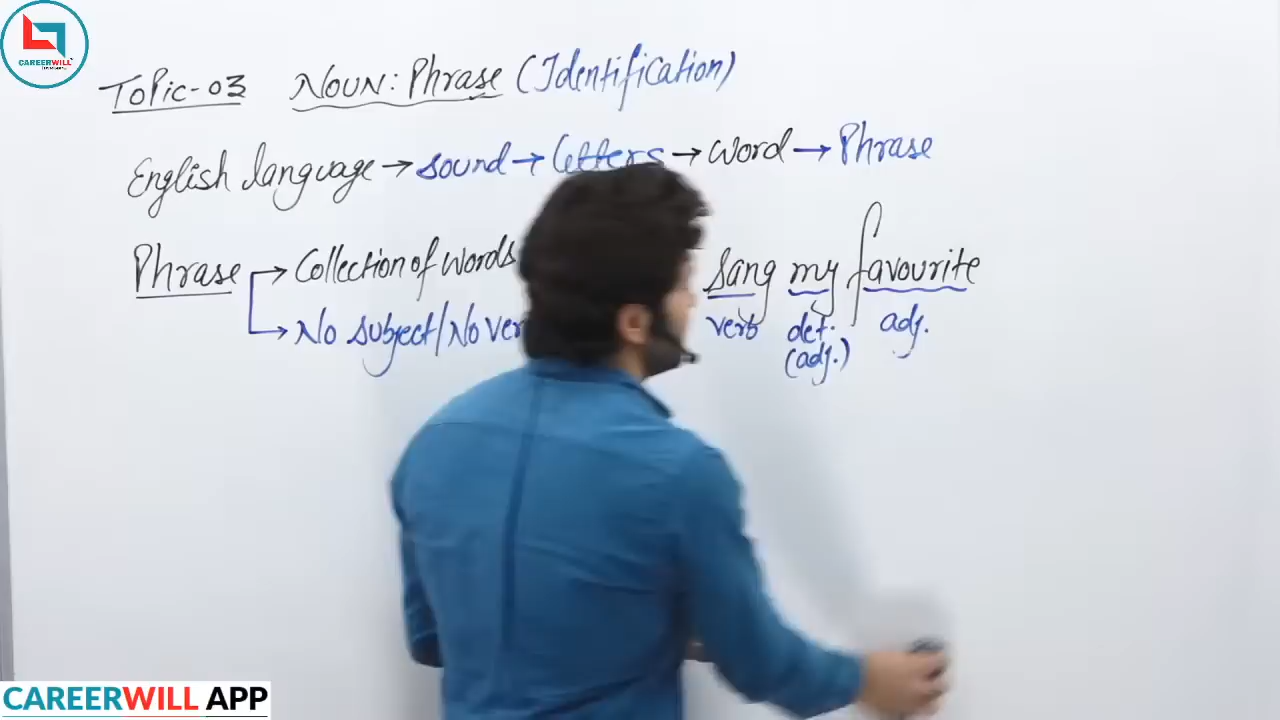 CAREERWILL
Topic-03 Noun: Phrase (Identification)
English language → sound → letters → word → Phrase
Phrase → Collection of words
→ No subject/No ver
Sang my favourite
verb det. adj.
(adj.)
CAREERWILL APP